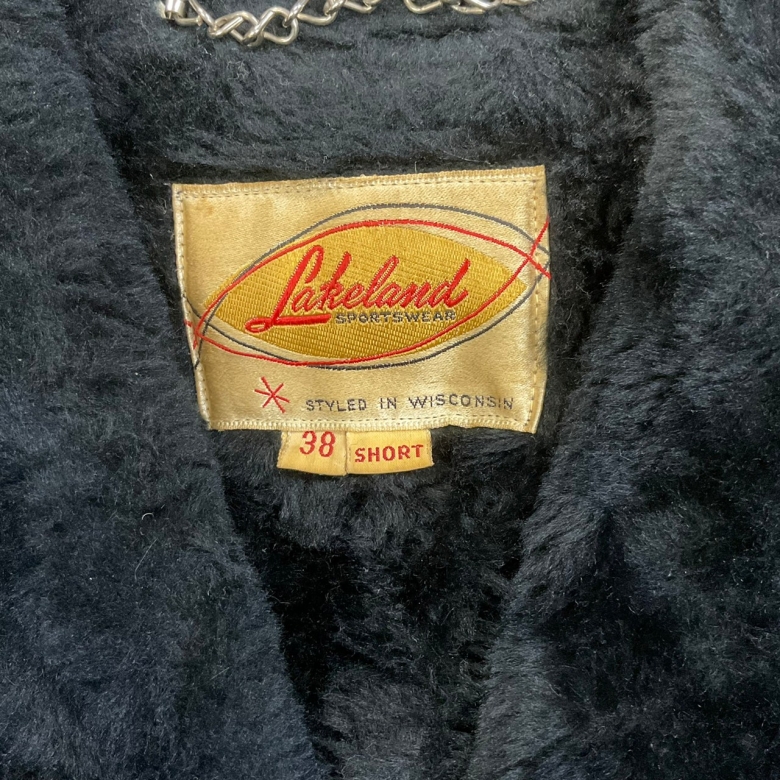 Lakeland
SPORTSWEAR
STYLED IN WISCONSIN
38 SHORT